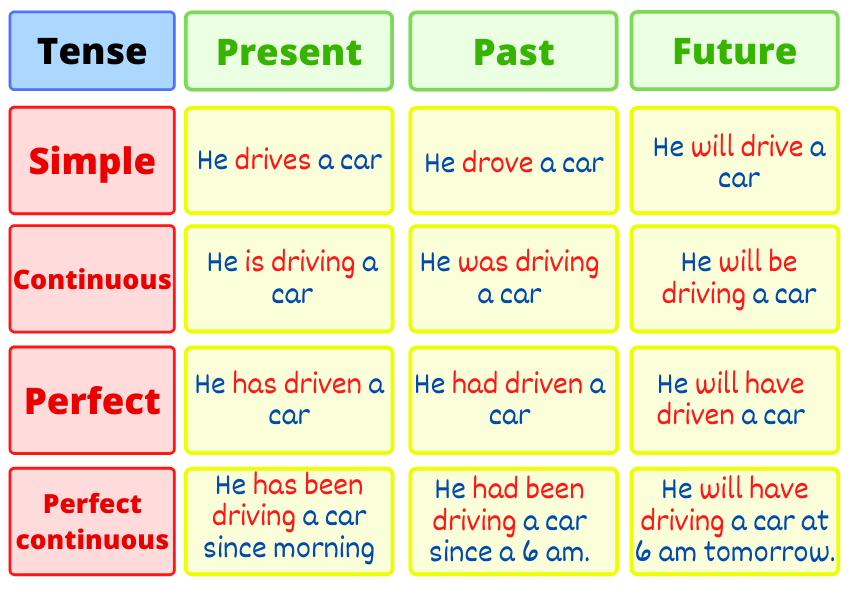 Tense
Present
Past
Future
Simple
He drives a car
He drove a car
He will drive a
car
Continuous
He is driving a
car
He was driving
a car
He will be
driving a car
Perfect
He has driven a
car
He had driven a
car
He will have
driven a car
Perfect
continuous
He has been
driving a car
since morning
He had been
driving a car
since a 6 am.
He will have
driving a car at
6 am tomorrow.